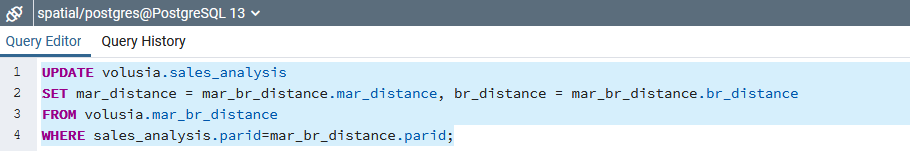 spatial/postgres@PostgreSQL 13
Query Editor Query History
1 UPDATE volusia.sales_analysis
2 SET mar_distance = mar_br_distance.mar_distance, br_distance = mar_br_distance.br_distance
3 FROM volusia.mar_br_distance
4 WHERE sales_analysis.parid=mar_br_distance.parid;